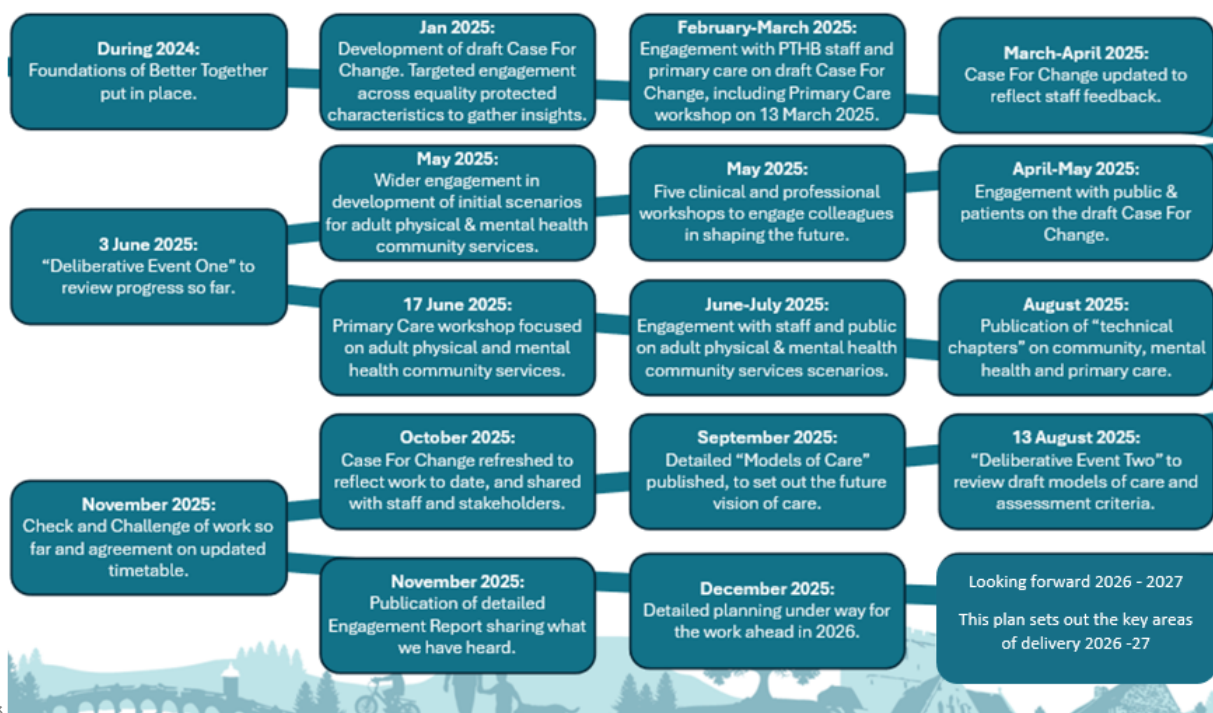 During 2024:
Foundations of Better Together
put in place.
Jan 2025:
Development of draft Case For
Change. Targeted engagement
across equality protected
characteristics to gather insights.
February-March 2025:
Engagement with PTHB staff and
primary care on draft Case For
Change, including Primary Care
workshop on 13 March 2025.
March-April 2025:
Case For Change updated to
reflect staff feedback.
April-May 2025:
Engagement with public &
patients on the draft Case For
Change.
May 2025:
Five clinical and professional
workshops to engage colleagues
in shaping the future.
May 2025:
Wider engagement in
development of initial scenarios
for adult physical & mental health
community services.
3 June 2025:
“Deliberative Event One” to
review progress so far.
17 June 2025:
Primary Care workshop focused
on adult physical and mental
health community services.
June-July 2025:
Engagement with staff and public
on adult physical & mental health
community services scenarios.
August 2025:
Publication of “technical
chapters” on community, mental
health and primary care.
13 August 2025:
“Deliberative Event Two” to
review draft models of care and
assessment criteria.
September 2025:
Detailed “Models of Care”
published, to set out the future
vision of care.
October 2025:
Case For Change refreshed to
reflect work to date, and shared
with staff and stakeholders.
November 2025:
Check and Challenge of work so
far and agreement on updated
timetable.
November 2025:
Publication of detailed
Engagement Report sharing what
we have heard.
December 2025:
Detailed planning under way for
the work ahead in 2026.
Looking forward 2026 - 2027
This plan sets out the key areas
of delivery 2026 -27